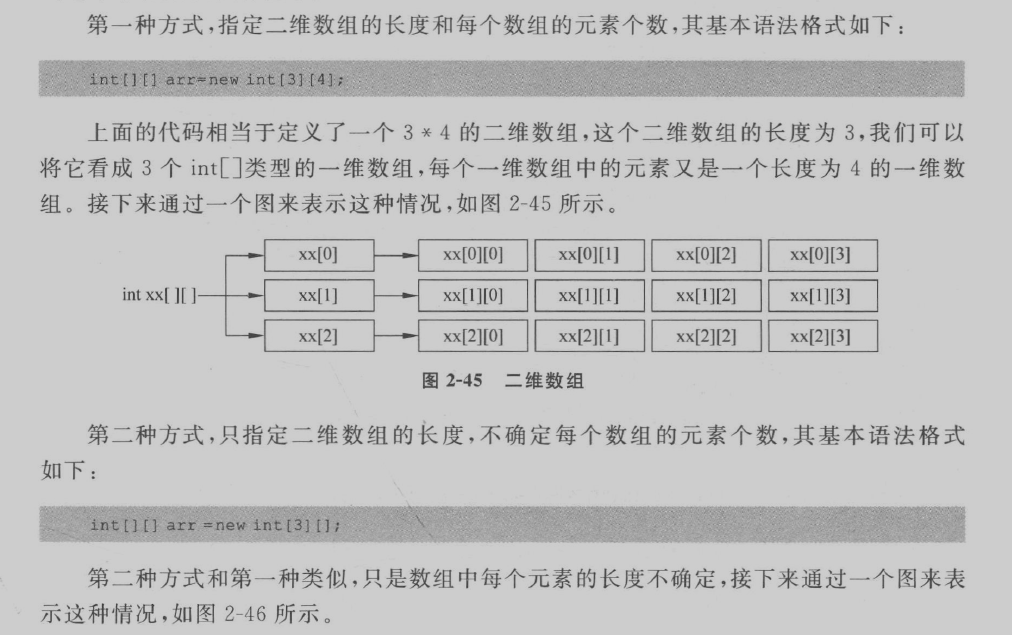 第一种方式,指定二维数组的长度和每个数组的元素个数,其基本语法格式如下:
int[][] arr=new int[3][4];
上面的代码相当于定义了一个 3 * 4 的二维数组,这个二维数组的长度为 3,我们可以
将它看成 3 个 int[]类型的一维数组,每个一维数组中的元素又是一个长度为 4 的一维数
组。接下来通过一个图来表示这种情况,如图 2-45 所示。
xx[0] xx[0][0] xx[0][1] xx[0][2] xx[0][3]
int xx[ ][ ] xx[1] xx[1][0] xx[1][1] xx[1][2] xx[1][3]
xx[2] xx[2][0] xx[2][1] xx[2][2] xx[2][3]
图 2-45 二维数组
第二种方式,只指定二维数组的长度,不确定每个数组的元素个数,其基本语法格式
如下:
int[][] arr =new int[3][];
第二种方式和第一种类似,只是数组中每个元素的长度不确定,接下来通过一个图来表
示这种情况,如图 2-46 所示。